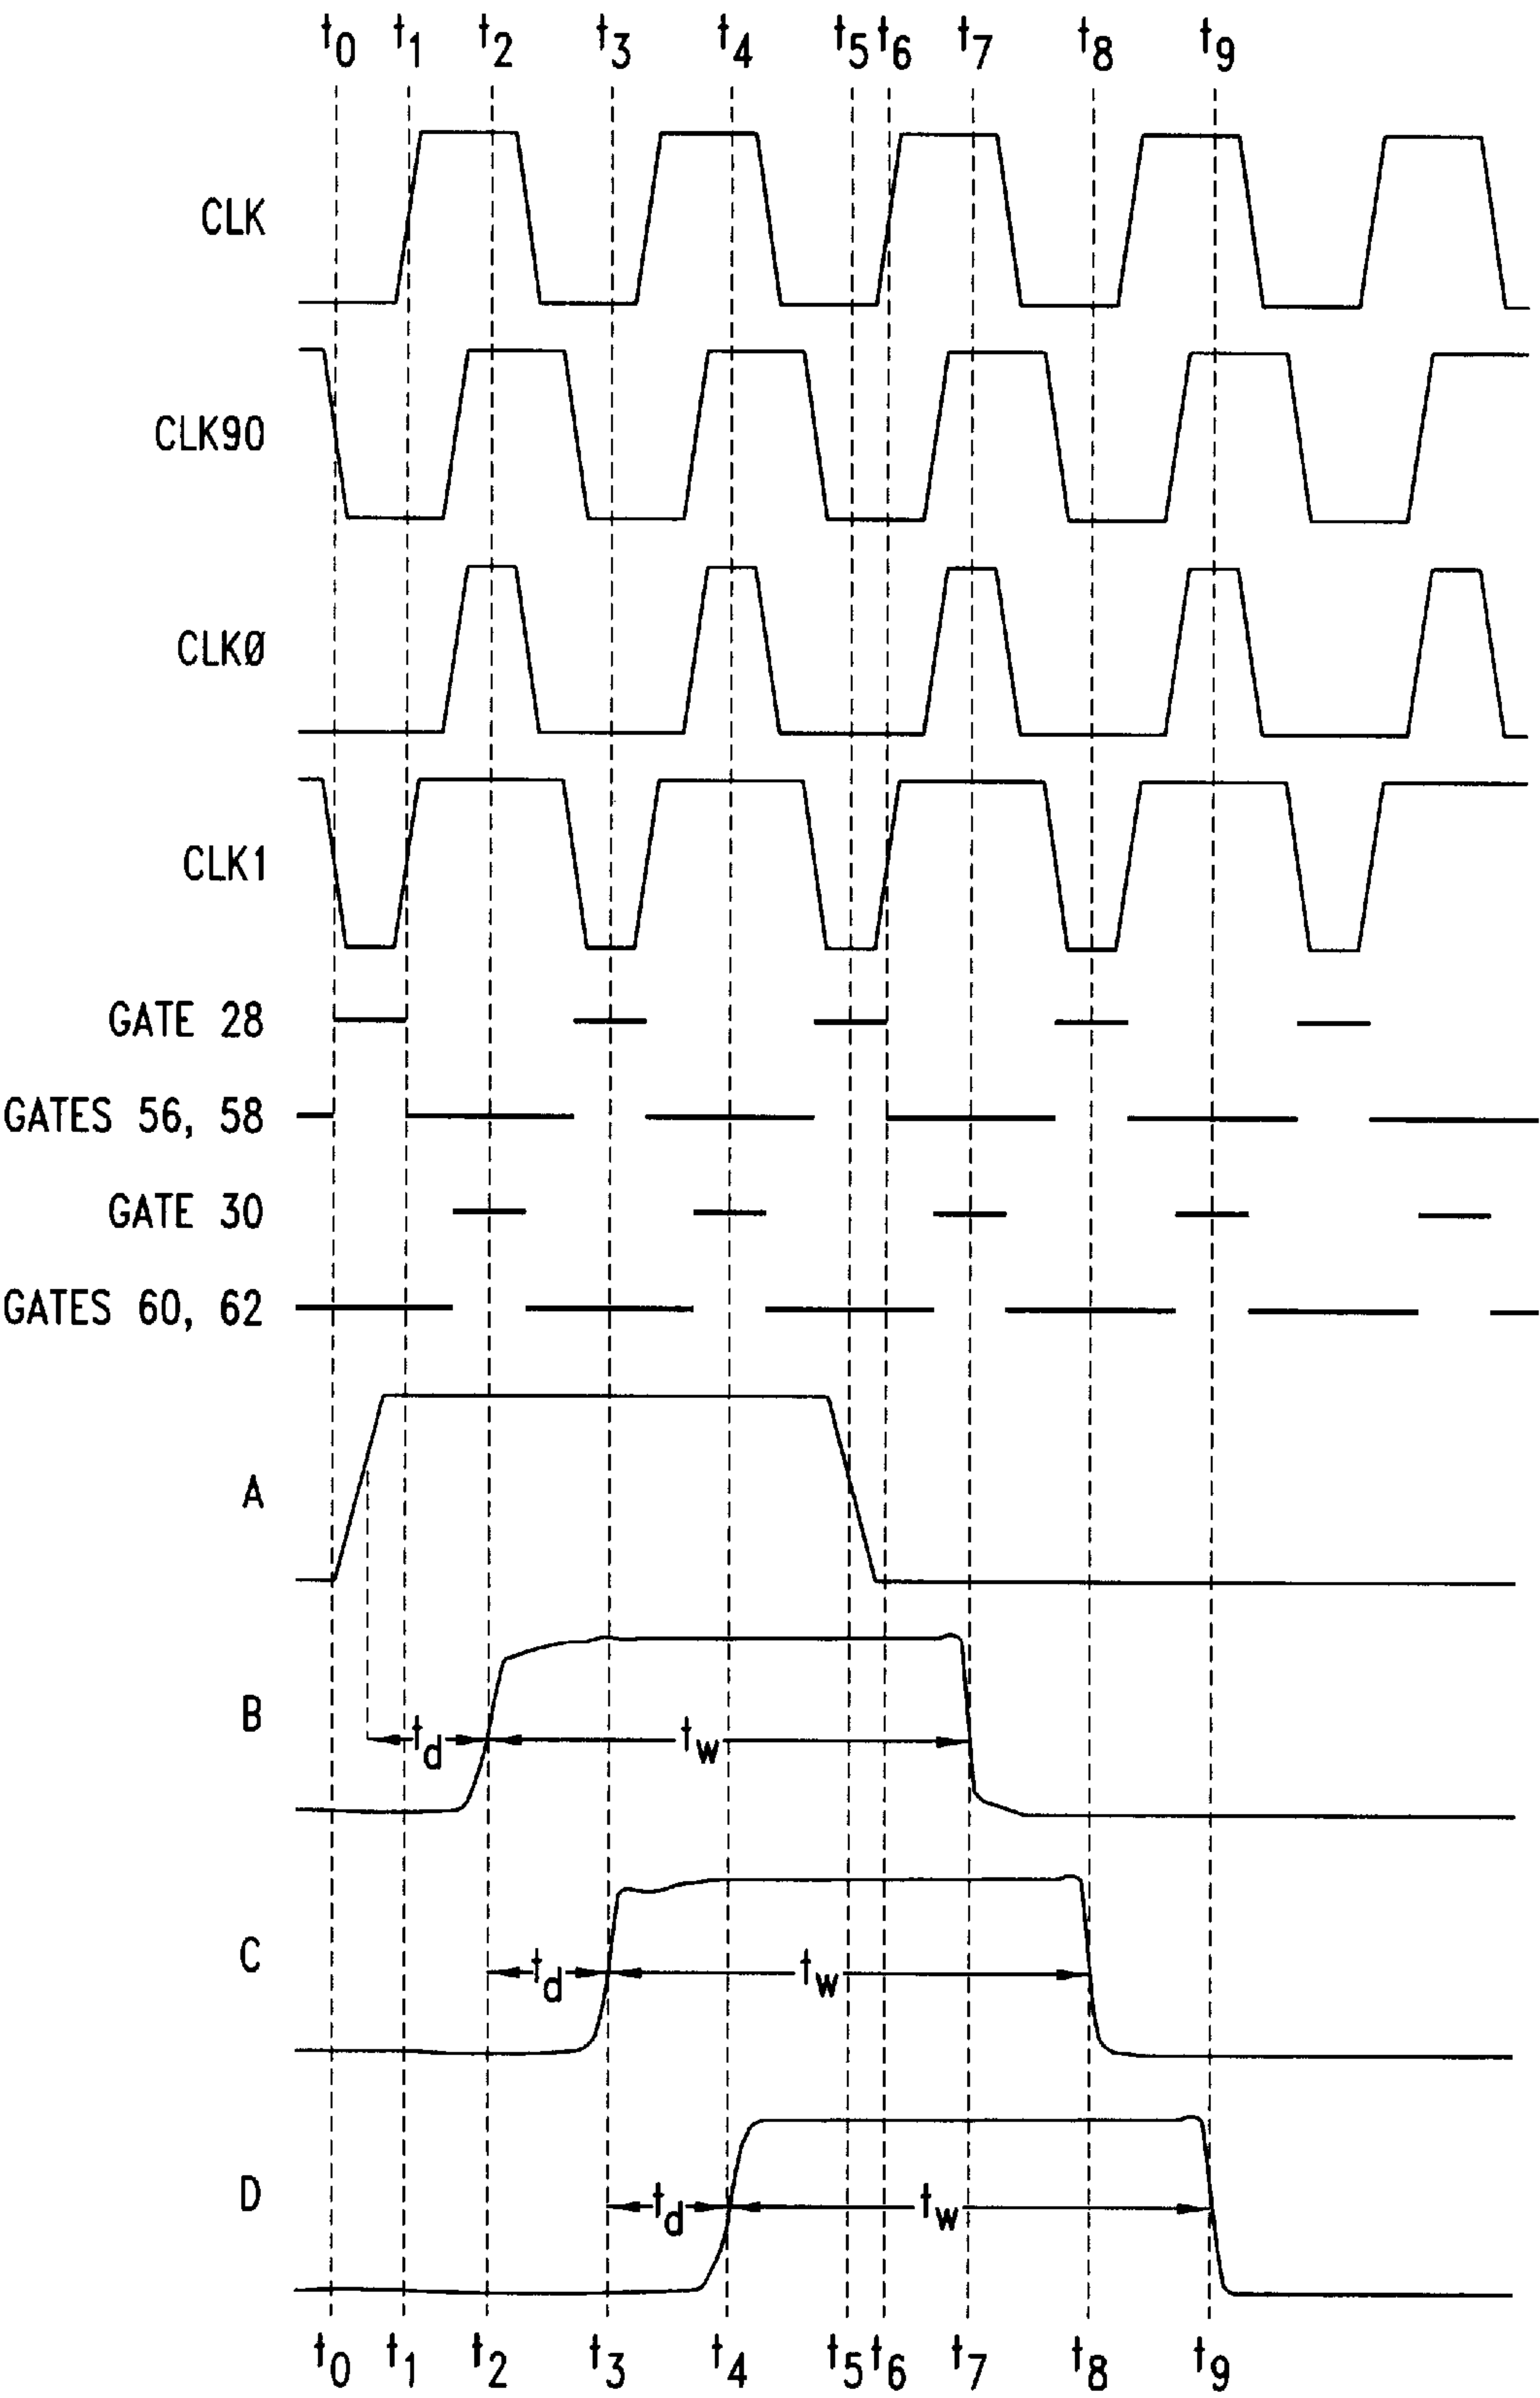 t0 t1 t2 t3 t4 t5 t6 t7 t8 t9
CLK
CLK90
CLKØ
CLK1
GATE 28
GATES 56, 58
GATE 30
GATES 60, 62
A
B
td tw
C
td tw
D
td tw
t0 t1 t2 t3 t4 t5 t6 t7 t8 t9